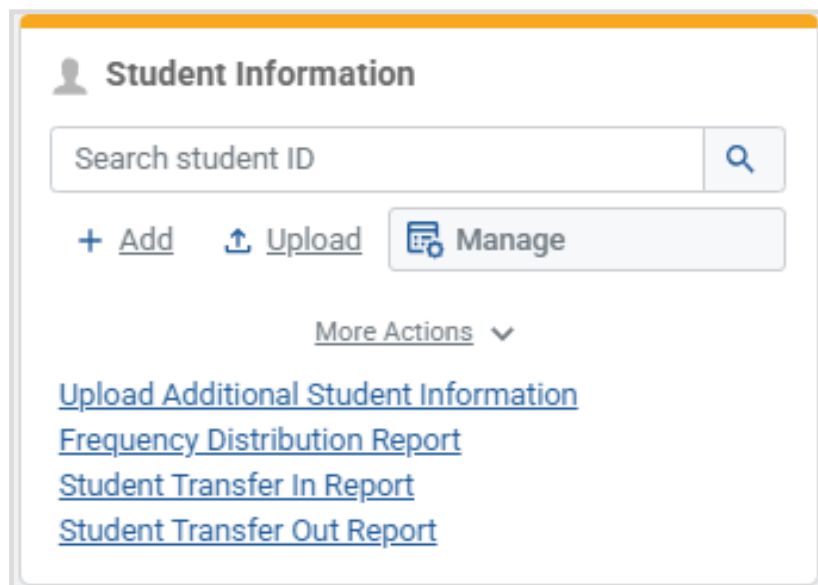 Student Information
Search student ID
Add Upload Manage
More Actions
Upload Additional Student Information
Frequency Distribution Report
Student Transfer In Report
Student Transfer Out Report